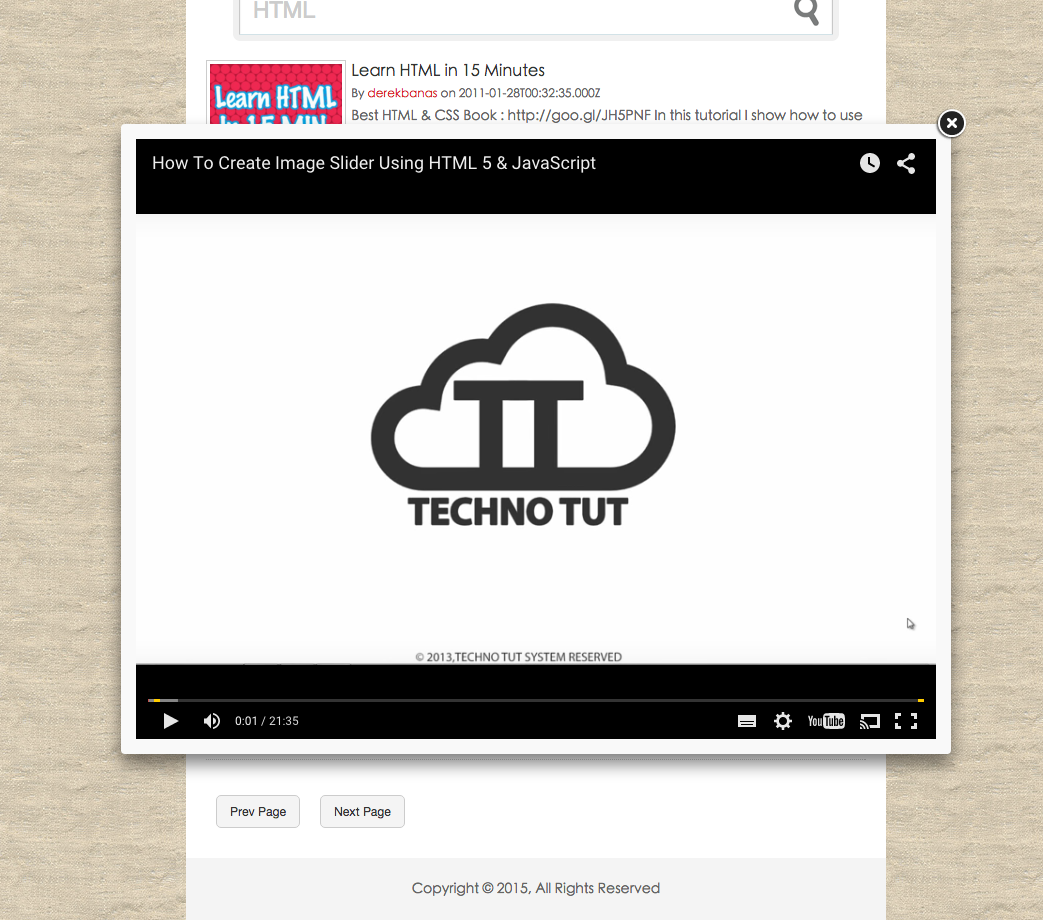 HTML
Learn HTML in 15 Minutes
By derekbanas on 2011-01-28T00:32:35.000Z
Best HTML & CSS Book : http://goo.gl/JH5PNF In this tutorial I show how to use
Learn HTML
In 15 MIN
How To Create Image Slider Using HTML 5 & JavaScript
TT
TECHNO TUT
© 2013,TECHNO TUT SYSTEM RESERVED
0:01 / 21:35
YouTube
Prev Page Next Page
Copyright © 2015, All Rights Reserved